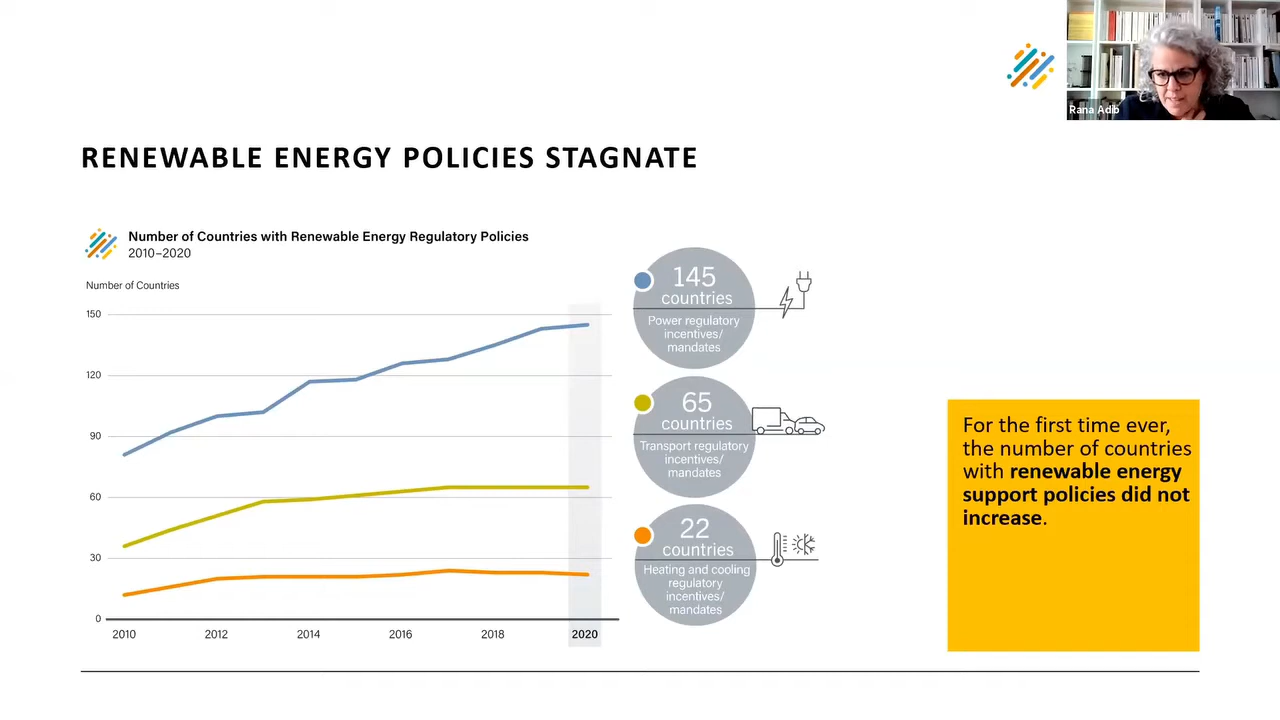 Rana Adib
RENEWABLE ENERGY POLICIES STAGNATE
Number of Countries with Renewable Energy Regulatory Policies
2010–2020
Number of Countries
150
120
90
60
30
0
2010
2012
2014
2016
2018
2020
145
countries
Power regulatory
incentives/
mandates
65
countries
Transport regulatory
incentives/
mandates
22
countries
Heating and cooling
regulatory
incentives/
mandates
For the first time ever,
the number of countries
with renewable energy
support policies did not
increase.